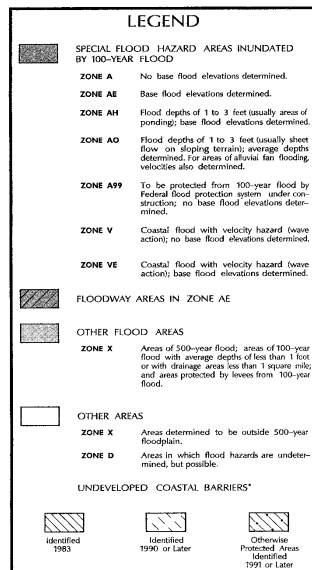 LEGEND
SPECIAL FLOOD HAZARD AREAS INUNDATED
BY 100-YEAR FLOOD
ZONE A No base flood elevations determined.
ZONE AE Base flood elevations determined.
ZONE AH Flood depths of 1 to 3 feet (usually areas of
ponding); base flood elevations determined.
ZONE AO Flood depths of 1 to 3 feet (usually sheet
flow on sloping terrain); average depths
determined. For areas of alluvial fan flooding,
velocities also determined.
ZONE A99 To be protected from 100-year flood by
Federal flood protection system under con-
struction; no base flood elevations deter-
mined.
ZONE V Coastal flood with velocity hazard (wave
action); no base flood elevations determined.
ZONE VE Coastal flood with velocity hazard (wave
action); base flood elevations determined.
FLOODWAY AREAS IN ZONE AE
OTHER FLOOD AREAS
ZONE X Areas of 500-year flood; areas of 100-year
flood with average depths of less than 1 foot
or with drainage areas less than 1 square mile;
and areas protected by levees from 100-year
flood.
OTHER AREAS
ZONE X Areas determined to be outside 500-year
floodplain.
ZONE D Areas in which flood hazards are undeter-
mined, but possible.
UNDEVELOPED COASTAL BARRIERS*
Identified
1983
Identified
1990 or Later
Otherwise
Protected Areas
Identified
1991 or Later